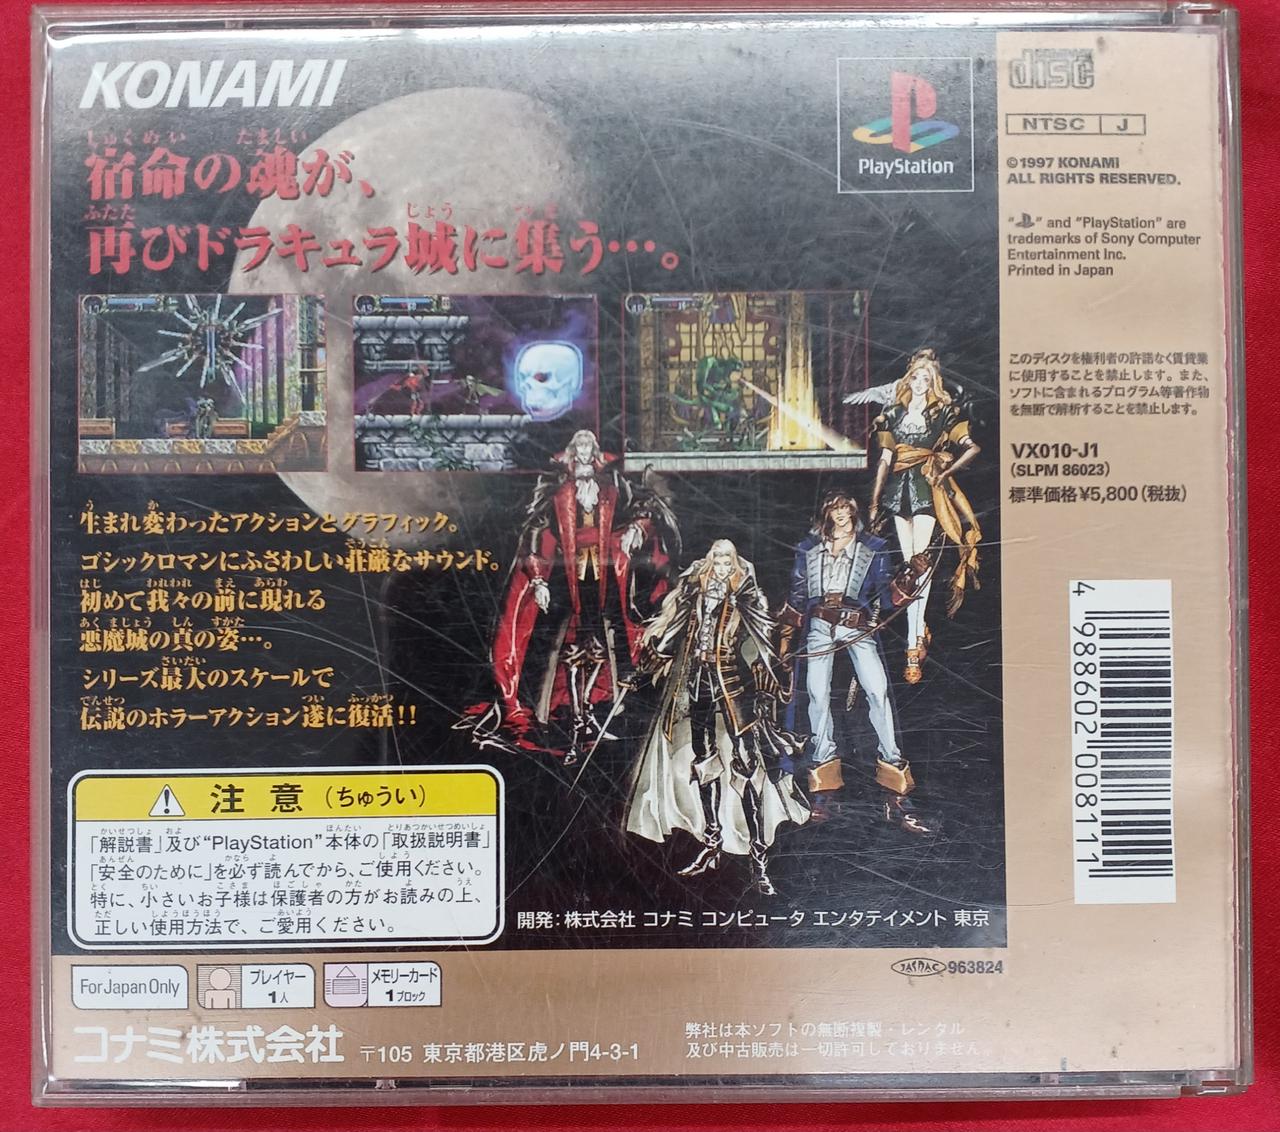 KONAMI
宿命の魂が、
再びドラキュラ城に集う…。
生まれ変わったアクションとグラフィック。
ゴシックロマンにふさわしい荘厳なサウンド。
初めて我々の前に現れる
悪魔城の真の姿…。
シリーズ最大のスケールで
伝説のホラーアクション遂に復活!!
注意(ちゅうい)
「解説書」及び“PlayStation”本体の「取扱説明書」
「安全のために」を必ず読んでから、ご使用ください。
特に、小さいお子様は保護者の方がお読みの上、
正しい使用方法で、ご愛用ください。
開発:株式会社 コナミ コンピュータ エンタテイメント 東京
PlayStation
disc
NTSC J
©1997 KONAMI
ALL RIGHTS RESERVED.
“ ” and “PlayStation” are
trademarks of Sony Computer
Entertainment Inc.
Printed in Japan
このディスクを権利者の許諾なく賃貸業
に使用することを禁止します。また、
ソフトに含まれるプログラム等著作物
を無断で解析することを禁止します。
VX010-J1
(SLPM 86023)
標準価格¥5,800(税抜)
4 988602 008111
JASRAC 963824
For Japan Only
プレイヤー
1人
メモリーカード
1ブロック
コナミ株式会社 〒105 東京都港区虎ノ門4-3-1
弊社は本ソフトの無断複製・レンタル
及び中古販売は一切許可しておりません。